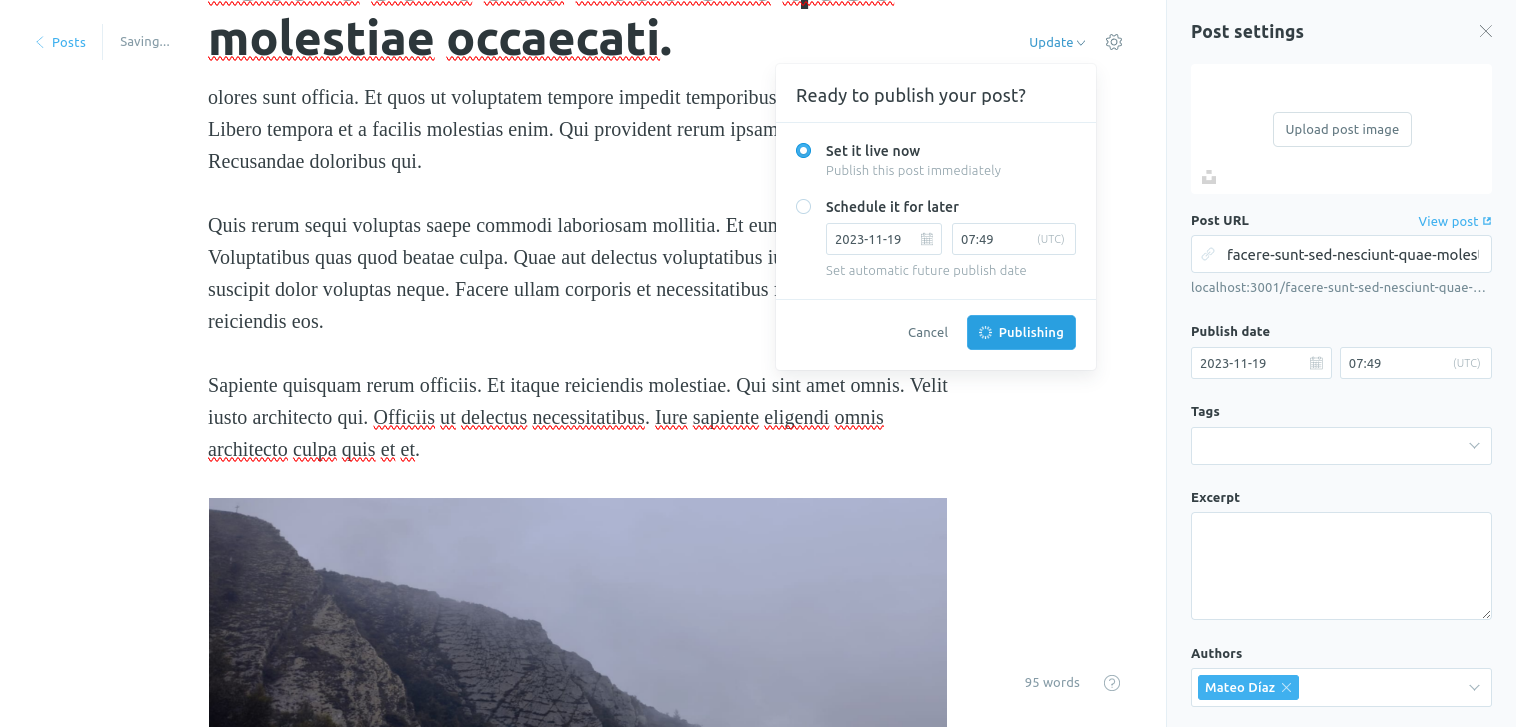 Posts
Saving...
molestiae occaecati.
Update
olores sunt officia. Et quos ut voluptatem tempore impedit temporibus
Libero tempora et a facilis molestias enim. Qui provident rerum ipsam
Recusandae doloribus qui.
Quis rerum sequi voluptas saepe commodi laboriosam mollitia. Et eum
Voluptatibus quas quod beatae culpa. Quae aut delectus voluptatibus
suscipit dolor voluptas neque. Facere ullam corporis et necessitatibus
reiciendis eos.
Sapiente quisquam rerum officiis. Et itaque reiciendis molestiae. Qui sint amet omnis. Velit
iusto architecto qui. Officiis ut delectus necessitatibus. Iure sapiente eligendi omnis
architecto culpa quis et et.
Ready to publish your post?
Set it live now
Publish this post immediately
Schedule it for later
2023-11-19
07:49 (UTC)
Set automatic future publish date
Cancel
Publishing
95 words
Post settings
Upload post image
Post URL
View post
facere-sunt-sed-nesciunt-quae-moles
localhost:3001/facere-sunt-sed-nesciunt-quae-...
Publish date
2023-11-19
07:49 (UTC)
Tags
Excerpt
Authors
Mateo Díaz